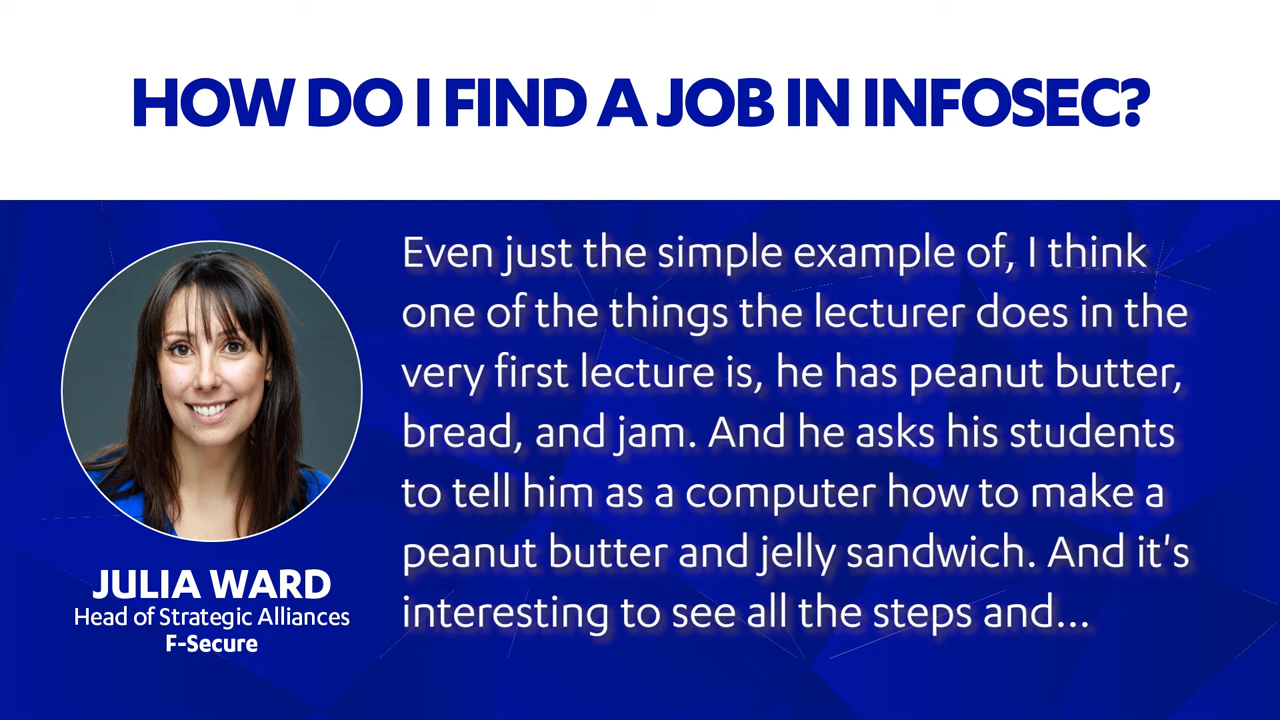 HOW DO I FIND A JOB IN INFOSEC?
Even just the simple example of, I think
one of the things the lecturer does in the
very first lecture is, he has peanut butter,
bread, and jam. And he asks his students
to tell him as a computer how to make a
peanut butter and jelly sandwich. And it's
interesting to see all the steps and...
JULIA WARD
Head of Strategic Alliances
F-Secure